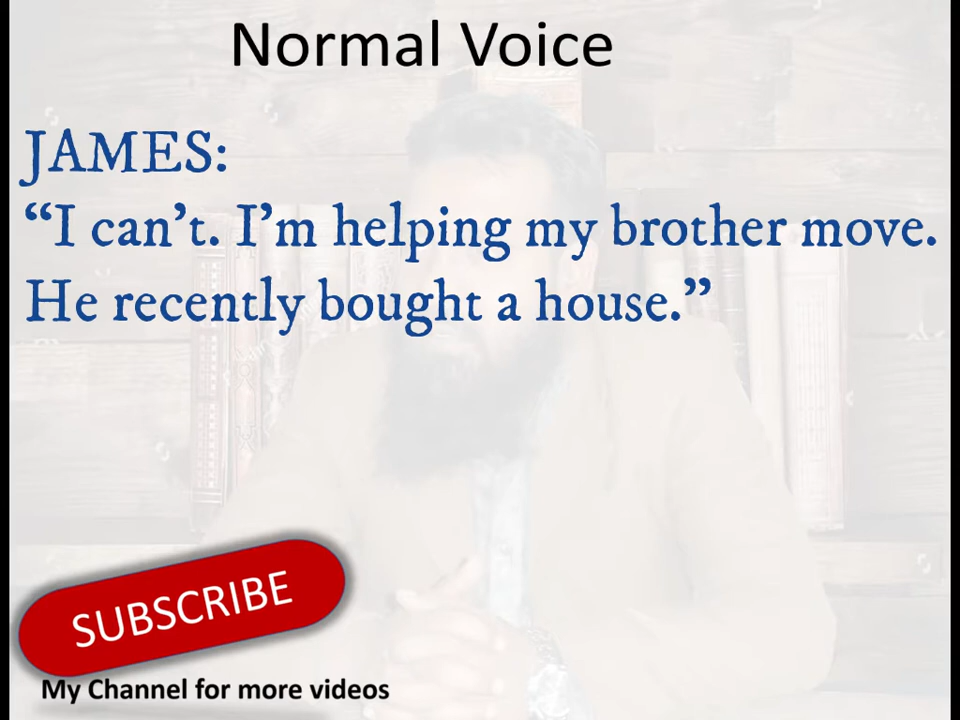 Normal Voice
JAMES:
“I can’t. I’m helping my brother move.
He recently bought a house.”
SUBSCRIBE
My Channel for more videos